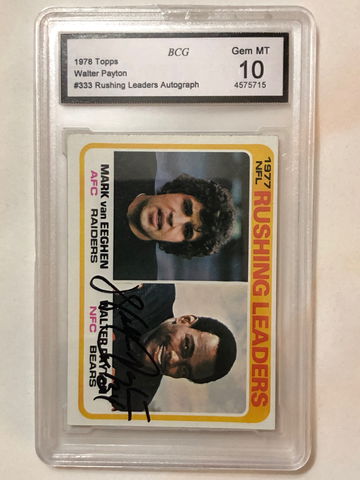 1978 Topps
Walter Payton
#333 Rushing Leaders Autograph
BCG
Gem MT
10
4575715
1977
NFL
RUSHING LEADERS
MARK van EEGHEN
AFC RAIDERS
WALTER PAYTON
NFC BEARS